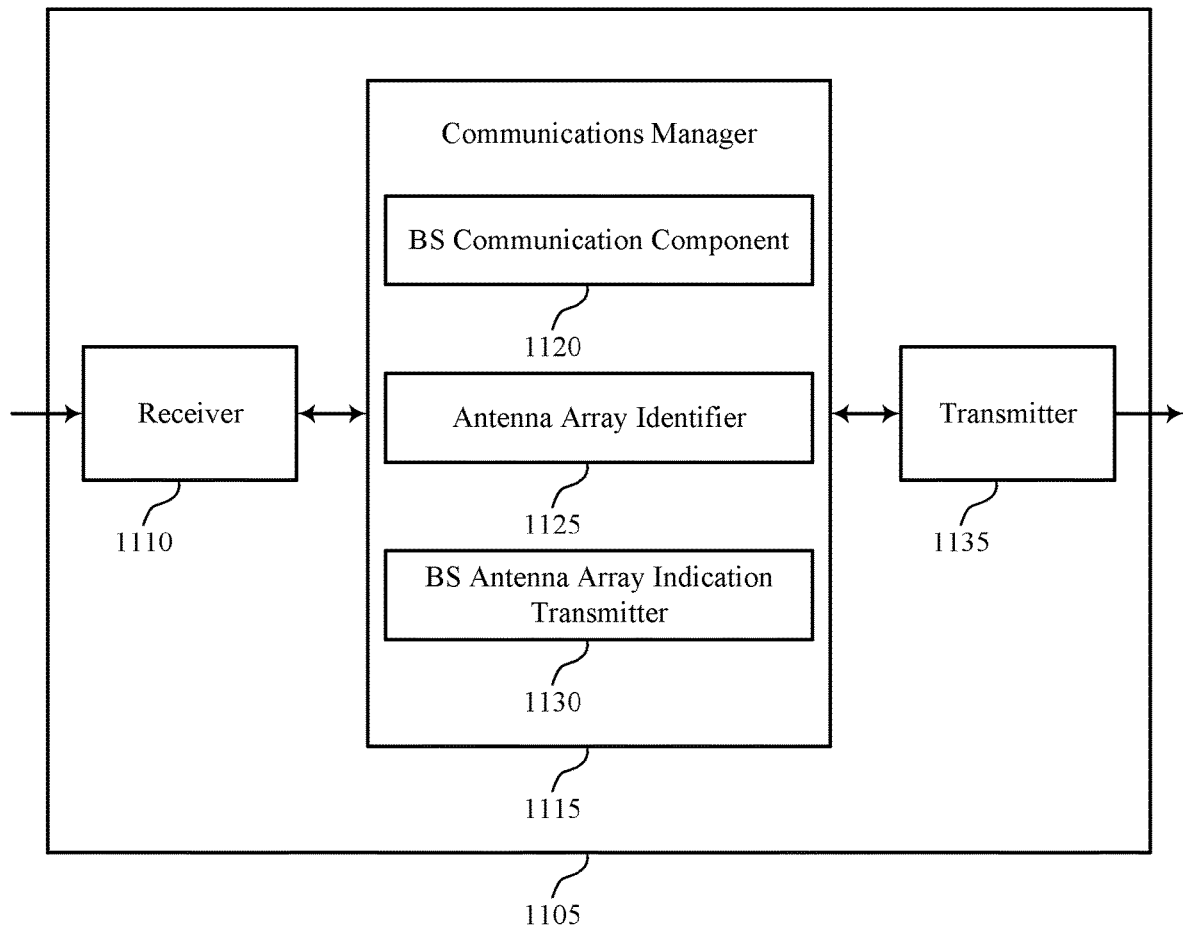 Communications Manager
BS Communication Component
1120
Receiver
1110
Antenna Array Identifier
1125
Transmitter
1135
BS Antenna Array Indication
Transmitter
1130
1115
1105